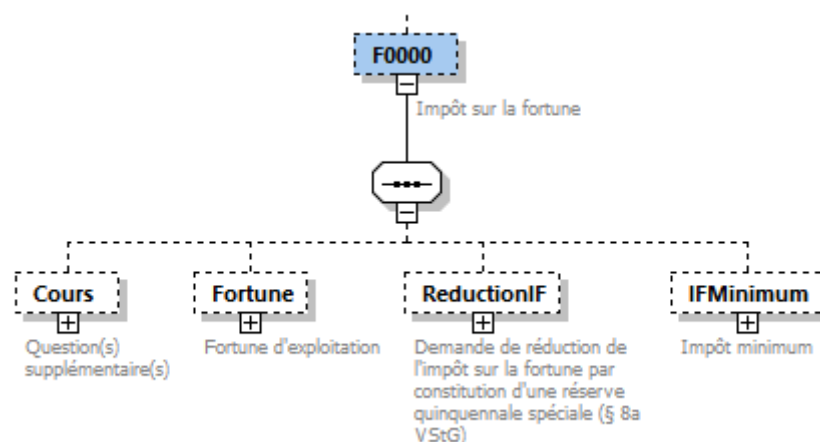 F0000
Impôt sur la fortune
Cours
Fortune
ReductionIF
IFMinimum
Question(s)
supplémentaire(s)
Fortune d'exploitation
Demande de réduction de
l'impôt sur la fortune par
constitution d'une réserve
quinquennale spéciale (§ 8a
VStG)
Impôt minimum